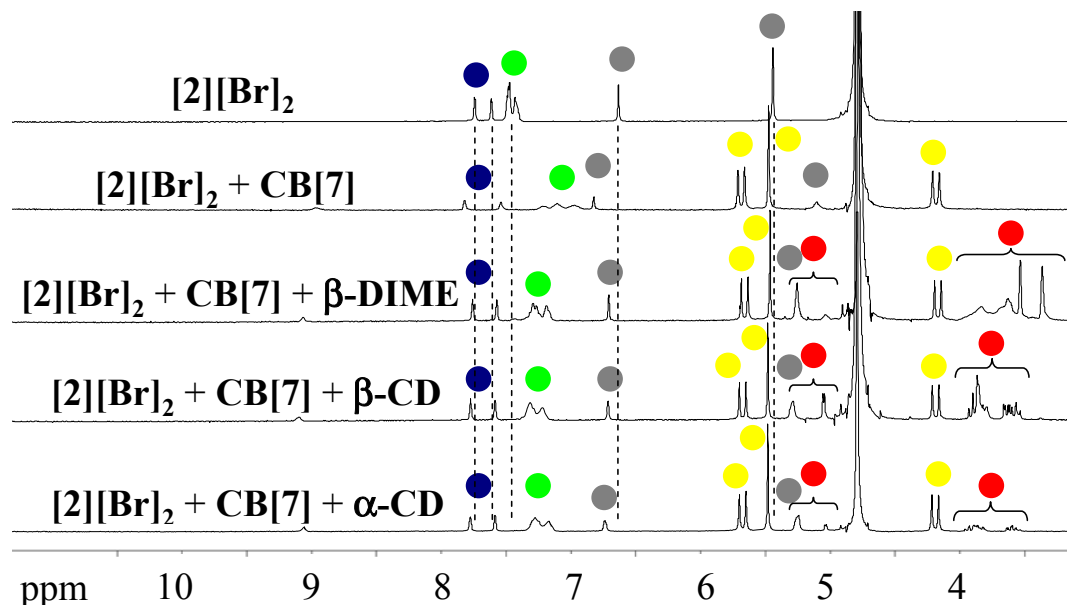 [2][Br]₂
[2][Br]₂ + CB[7]
[2][Br]₂ + CB[7] + β-DIME
[2][Br]₂ + CB[7] + β-CD
[2][Br]₂ + CB[7] + α-CD
ppm 10 9 8 7 6 5 4